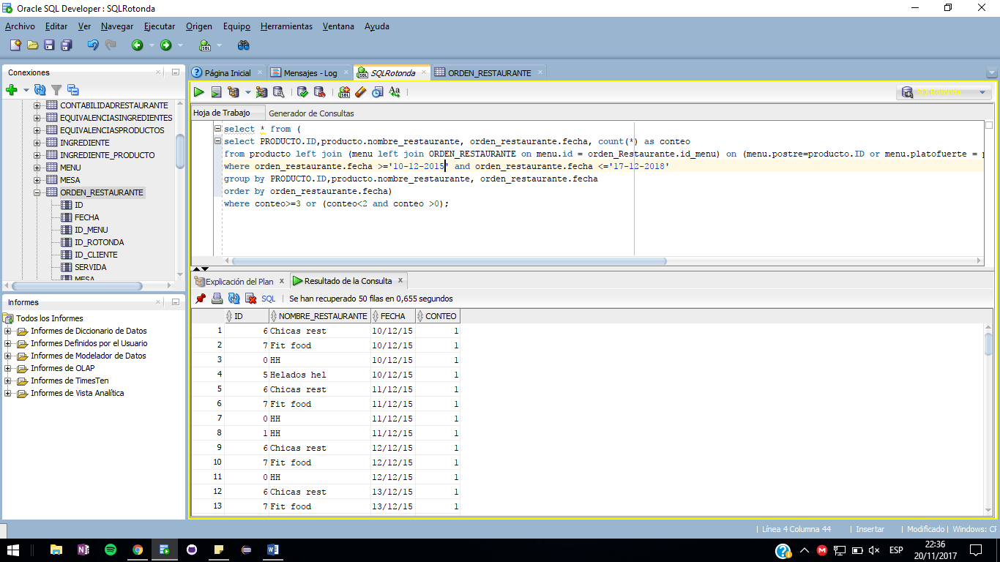 Oracle SQL Developer : SQLRotonda
Archivo Editar Ver Navegar Ejecutar Origen Equipo Herramientas Ventana Ayuda
Conexiones
CONTABILIDADRESTAURANTE
EQUIVALENCIASINGREDIENTES
EQUIVALENCIASPRODUCTOS
INGREDIENTE
INGREDIENTE_PRODUCTO
MENU
MESA
ORDEN_RESTAURANTE
ID
FECHA
ID_MENU
ID_ROTONDA
ID_CLIENTE
SERVIDA
MESA
Informes
Todos los Informes
Informes de Diccionario de Datos
Informes Definidos por el Usuario
Informes de Modelador de Datos
Informes de OLAP
Informes de TimesTen
Informes de Vista Analítica
Página Inicial Mensajes - Log SQLRotonda ORDEN_RESTAURANTE
SQLRotonda
Hoja de Trabajo Generador de Consultas
select * from (
select PRODUCTO.ID,producto.nombre_restaurante, orden_restaurante.fecha, count(*) as conteo
from producto left join (menu left join ORDEN_RESTAURANTE on menu.id = orden_Restaurante.id_menu) on (menu.postre=producto.ID or menu.platofuerte = p
where orden_restaurante.fecha >='10-12-2015' and orden_restaurante.fecha <='17-12-2018'
group by PRODUCTO.ID,producto.nombre_restaurante, orden_restaurante.fecha
order by orden_restaurante.fecha)
where conteo>=3 or (conteo<2 and conteo >0);
Explicación del Plan x Resultado de la Consulta x
SQL | Se han recuperado 50 filas en 0,655 segundos
ID NOMBRE_RESTAURANTE FECHA CONTEO
1 6 Chicas rest 10/12/15 1
2 7 Fit food 10/12/15 1
3 0 HH 10/12/15 1
4 5 Helados hel 10/12/15 1
5 6 Chicas rest 11/12/15 1
6 7 Fit food 11/12/15 1
7 0 HH 11/12/15 1
8 1 HH 11/12/15 1
9 6 Chicas rest 12/12/15 1
10 7 Fit food 12/12/15 1
11 0 HH 12/12/15 1
12 6 Chicas rest 13/12/15 1
13 7 Fit food 13/12/15 1
| Línea 4 Columna 44 | Insertar | Modificado | Windows: CF
ESP
22:36
20/11/2017